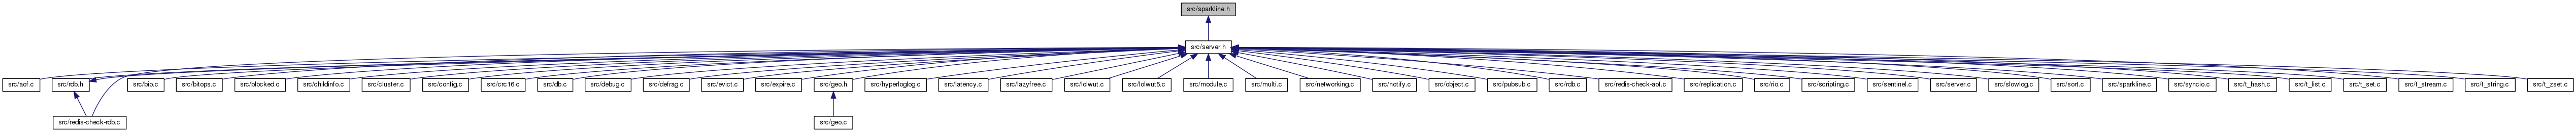 src/sparkline.h
src/server.h
src/aof.c
src/rdb.h
src/bio.c
src/bitops.c
src/blocked.c
src/childinfo.c
src/cluster.c
src/config.c
src/crc16.c
src/db.c
src/debug.c
src/defrag.c
src/evict.c
src/expire.c
src/geo.h
src/hyperloglog.c
src/latency.c
src/lazyfree.c
src/lolwut.c
src/lolwut5.c
src/module.c
src/multi.c
src/networking.c
src/notify.c
src/object.c
src/pubsub.c
src/rdb.c
src/redis-check-aof.c
src/replication.c
src/rio.c
src/scripting.c
src/sentinel.c
src/server.c
src/slowlog.c
src/sort.c
src/sparkline.c
src/syncio.c
src/t_hash.c
src/t_list.c
src/t_set.c
src/t_stream.c
src/t_string.c
src/t_zset.c
src/redis-check-rdb.c
src/geo.c